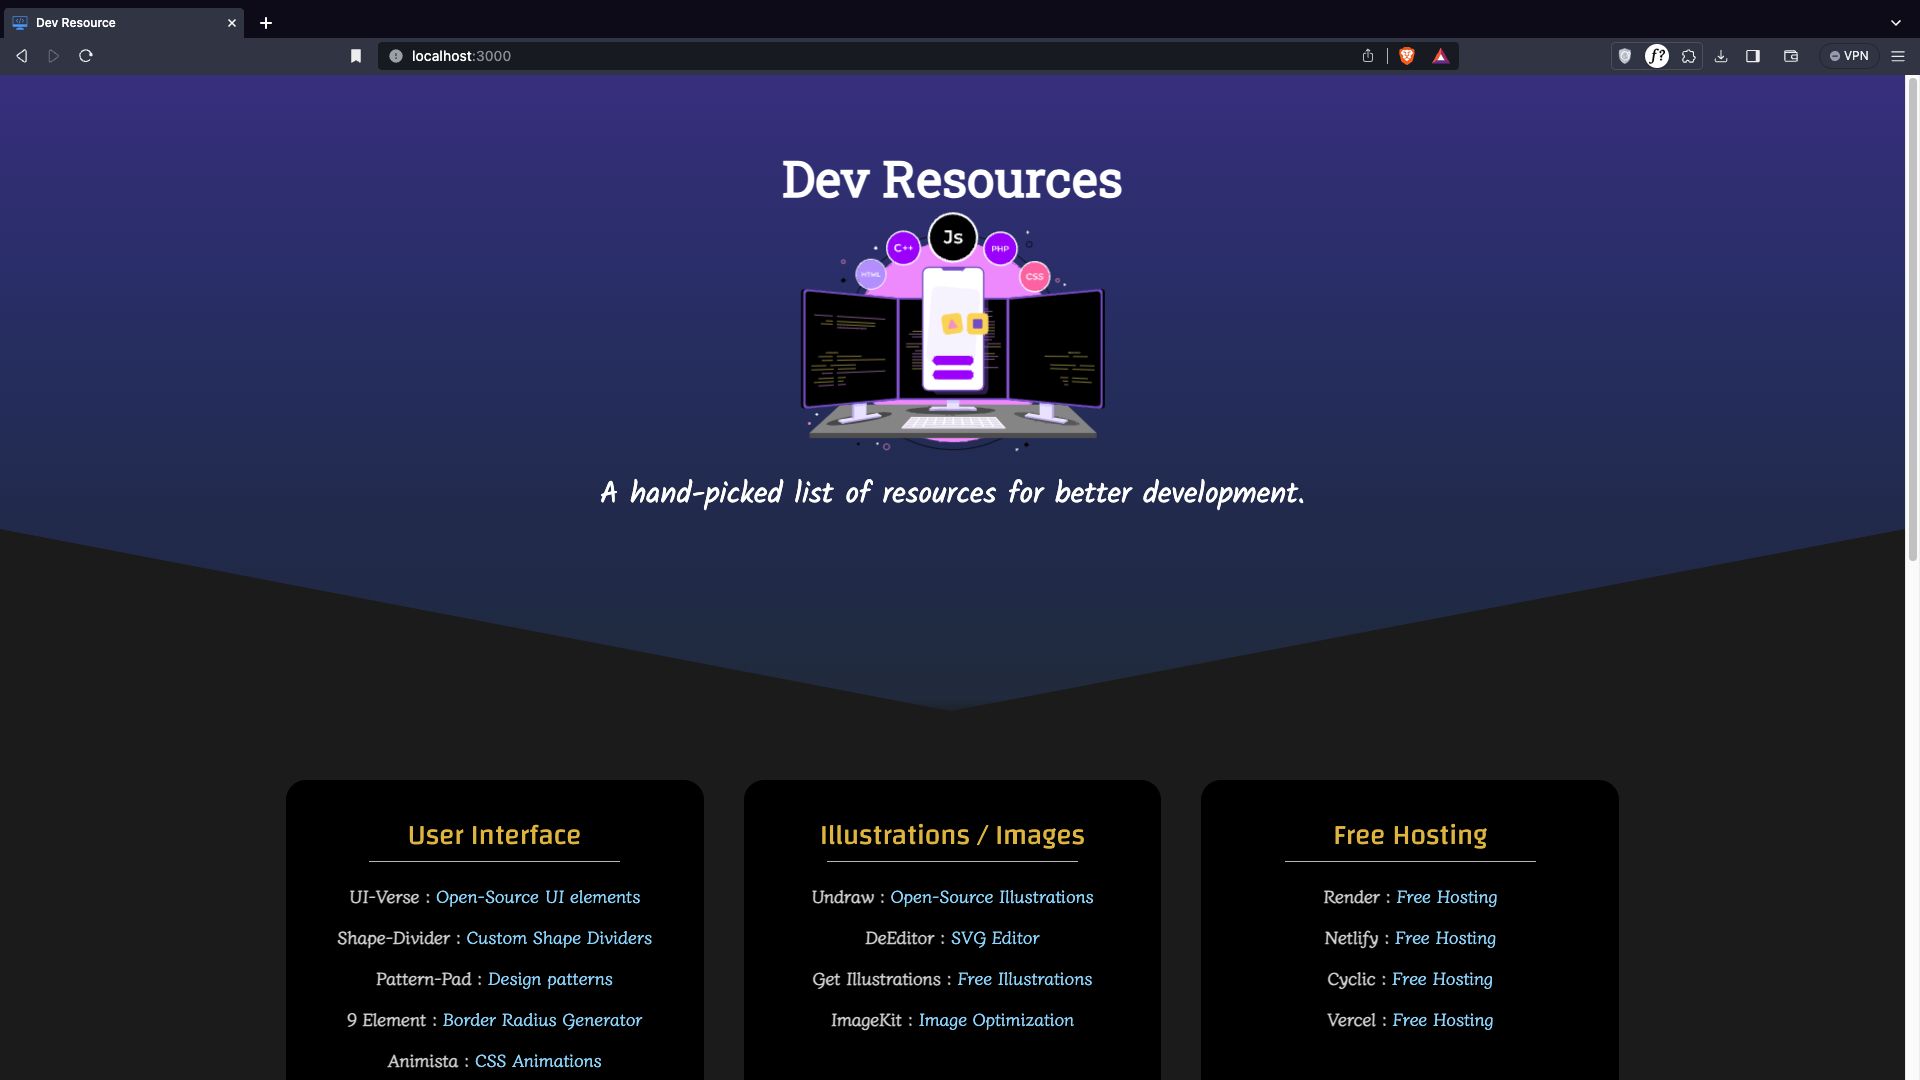 Dev Resource
localhost:3000
f?
VPN
Dev Resources
Js
C++
PHP
HTML
CSS
A hand-picked list of resources for better development.
User Interface
UI-Verse : Open-Source UI elements
Shape-Divider : Custom Shape Dividers
Pattern-Pad : Design patterns
9 Element : Border Radius Generator
Animista : CSS Animations
Illustrations / Images
Undraw : Open-Source Illustrations
DeEditor : SVG Editor
Get Illustrations : Free Illustrations
ImageKit : Image Optimization
Free Hosting
Render : Free Hosting
Netlify : Free Hosting
Cyclic : Free Hosting
Vercel : Free Hosting